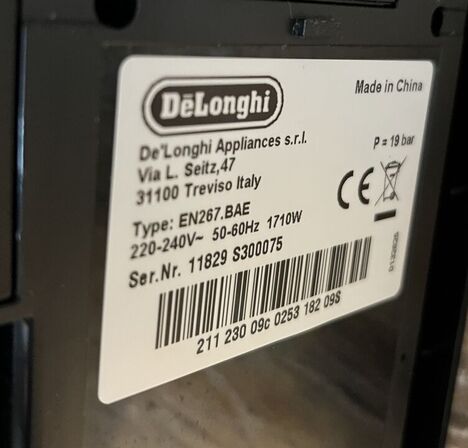 DēLonghi
Made in China
De'Longhi Appliances s.r.l.
Via L. Seitz,47
31100 Treviso Italy
P = 19 bar
Type: EN267.BAE
220-240V~ 50-60Hz 1710W
Ser.Nr. 11829 S300075
211 230 09c 0253 182 09S